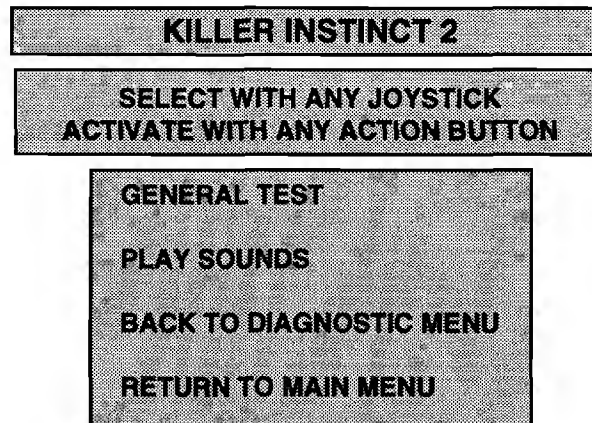 KILLER INSTINCT 2
SELECT WITH ANY JOYSTICK
ACTIVATE WITH ANY ACTION BUTTON
GENERAL TEST
PLAY SOUNDS
BACK TO DIAGNOSTIC MENU
RETURN TO MAIN MENU